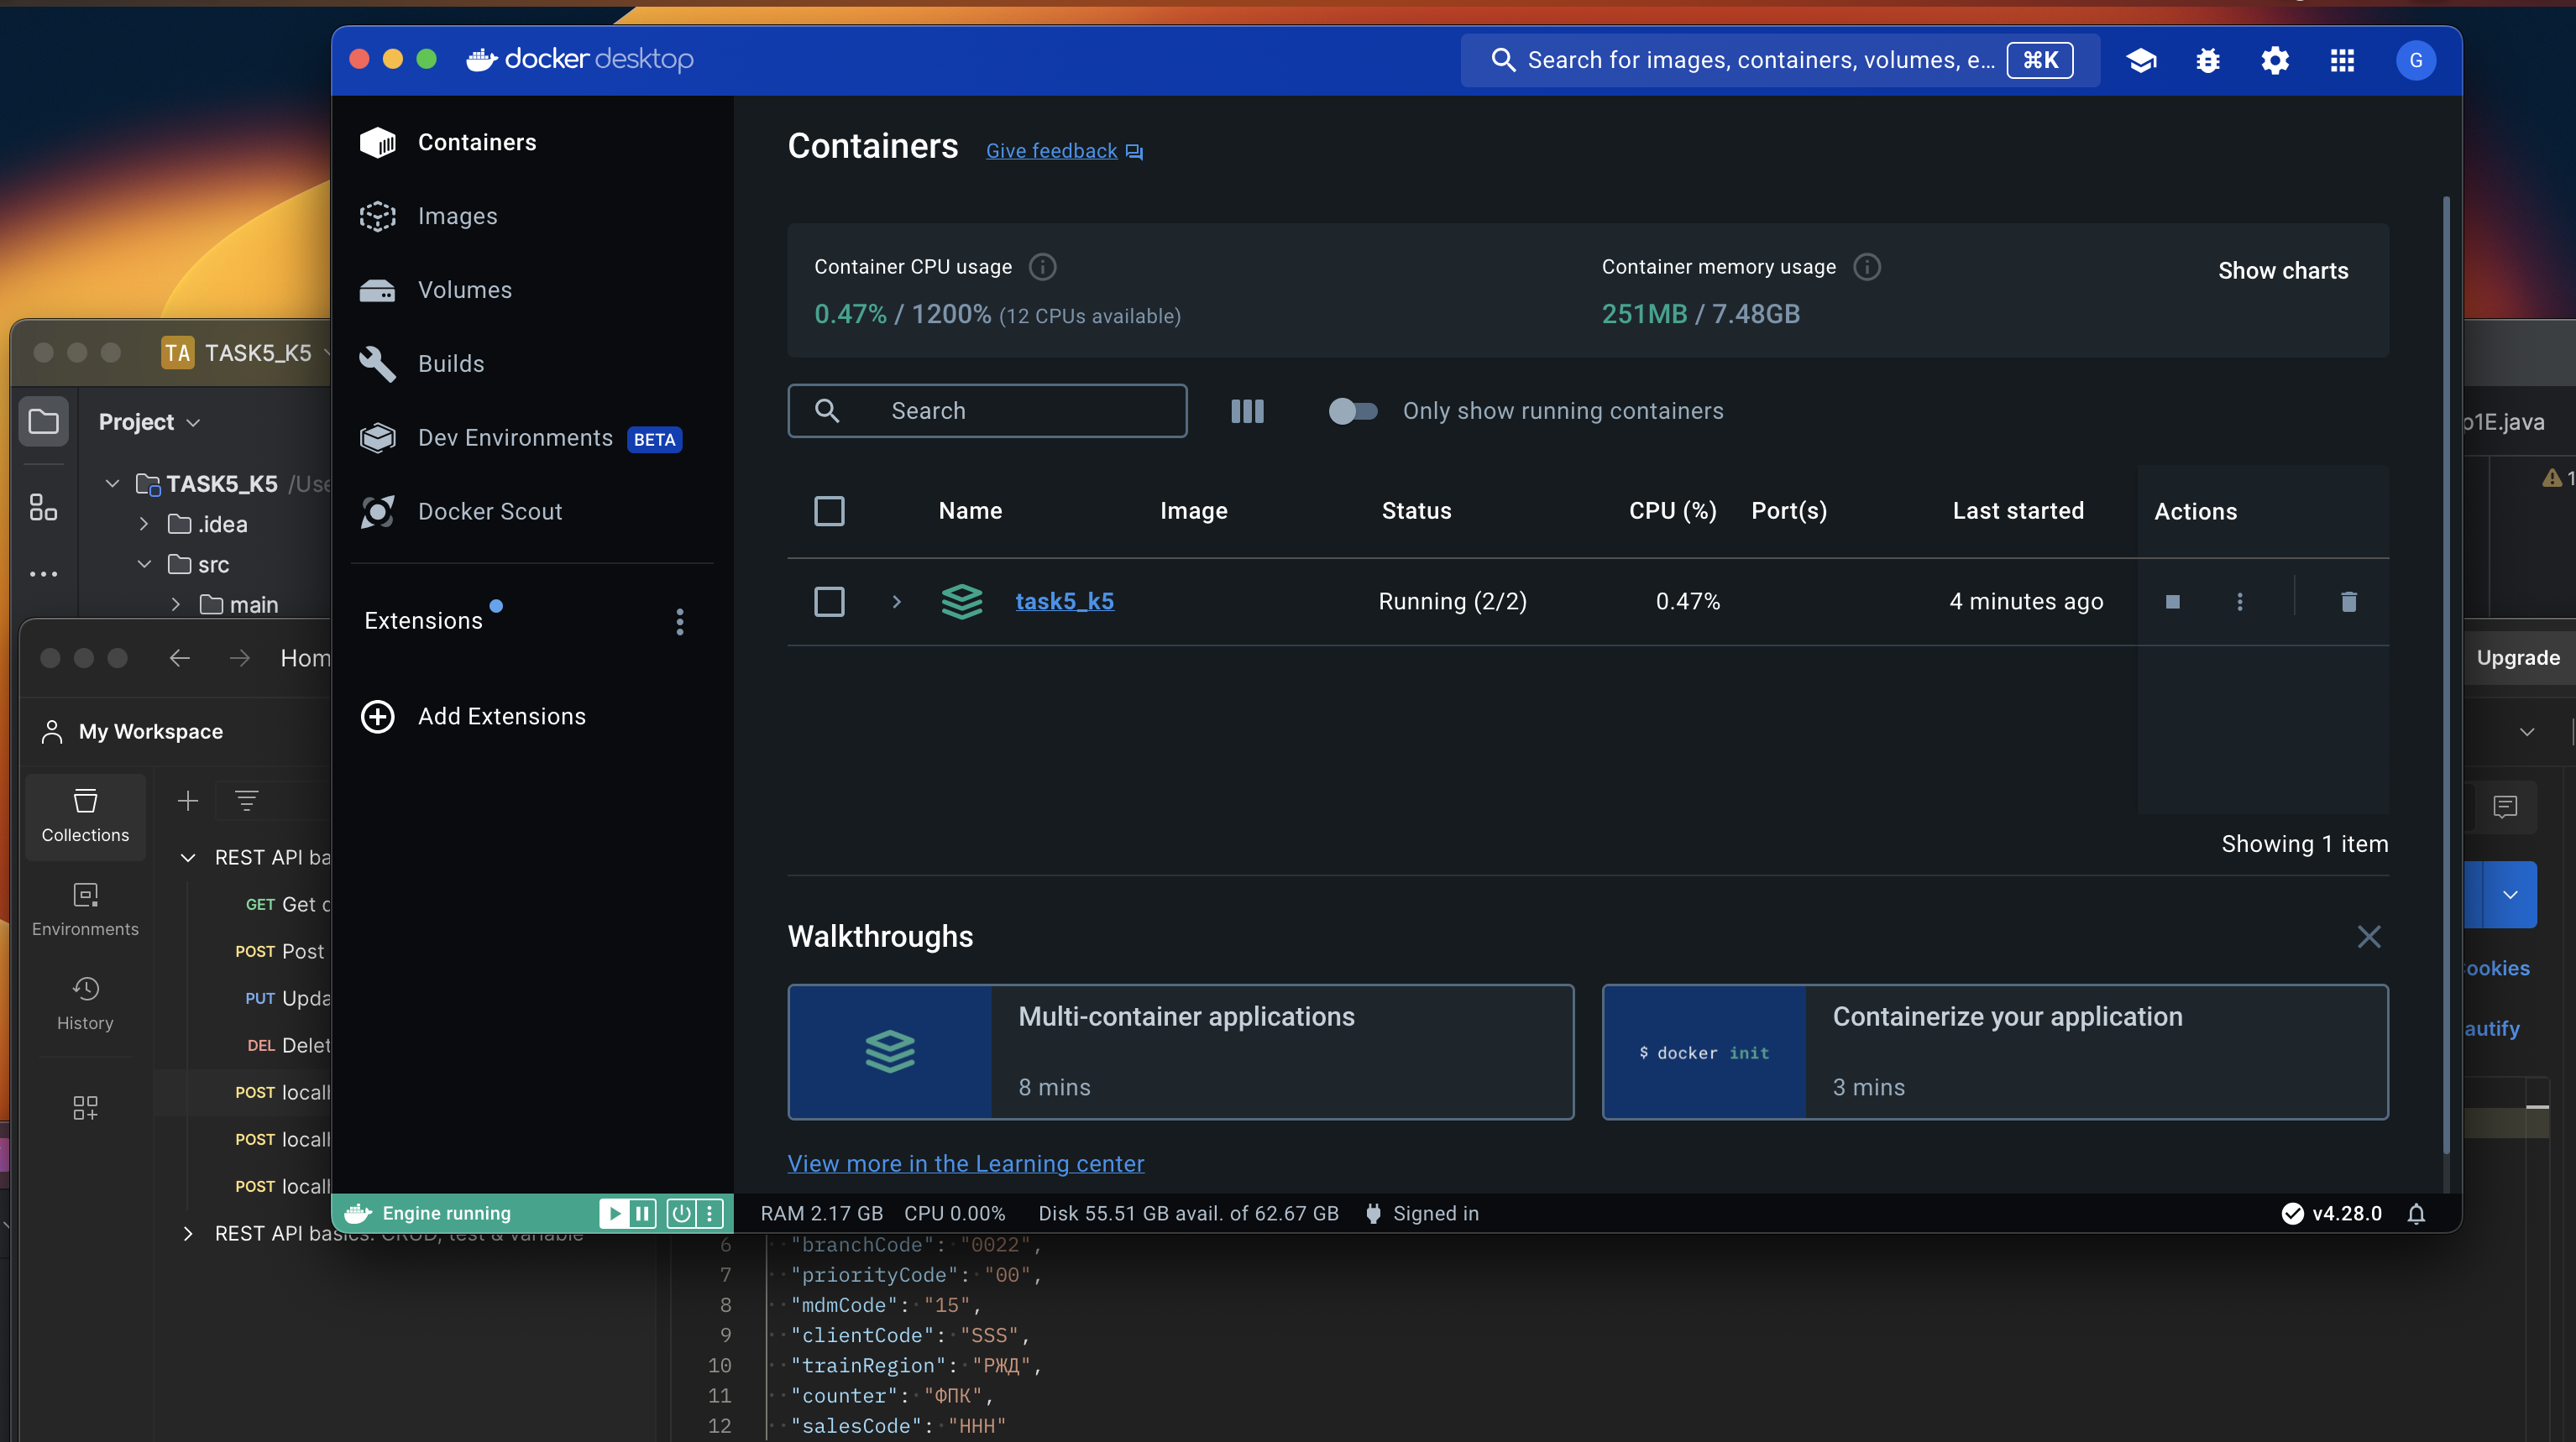 docker desktop
Search for images, containers, volumes, e... ⌘K
G
Containers
Images
Volumes
Builds
Dev Environments BETA
Docker Scout
Extensions
Add Extensions
Containers Give feedback
Container CPU usage
0.47% / 1200% (12 CPUs available)
Container memory usage
251MB / 7.48GB
Show charts
Search
Only show running containers
Name Image Status CPU (%) Port(s) Last started Actions
task5_k5 Running (2/2) 0.47% 4 minutes ago
Showing 1 item
Walkthroughs
Multi-container applications
8 mins
$ docker init
Containerize your application
3 mins
View more in the Learning center
Engine running
RAM 2.17 GB CPU 0.00% Disk 55.51 GB avail. of 62.67 GB Signed in
v4.28.0
TA TASK5_K5
Project
TASK5_K5 /Use
.idea
src
main
p1E.java
1
Hom
Upgrade
My Workspace
Collections
Environments
History
REST API ba
GET Get
POST Post
PUT Upda
DEL Delet
POST local
POST local
POST local
REST API basics: CRUD, test & variable
ookies
autify
6 "branchCode": "0022",
7 "priorityCode": "00",
8 "mdmCode": "15",
9 "clientCode": "SSS",
10 "trainRegion": "РЖД",
11 "counter": "ФПК",
12 "salesCode": "ННН"